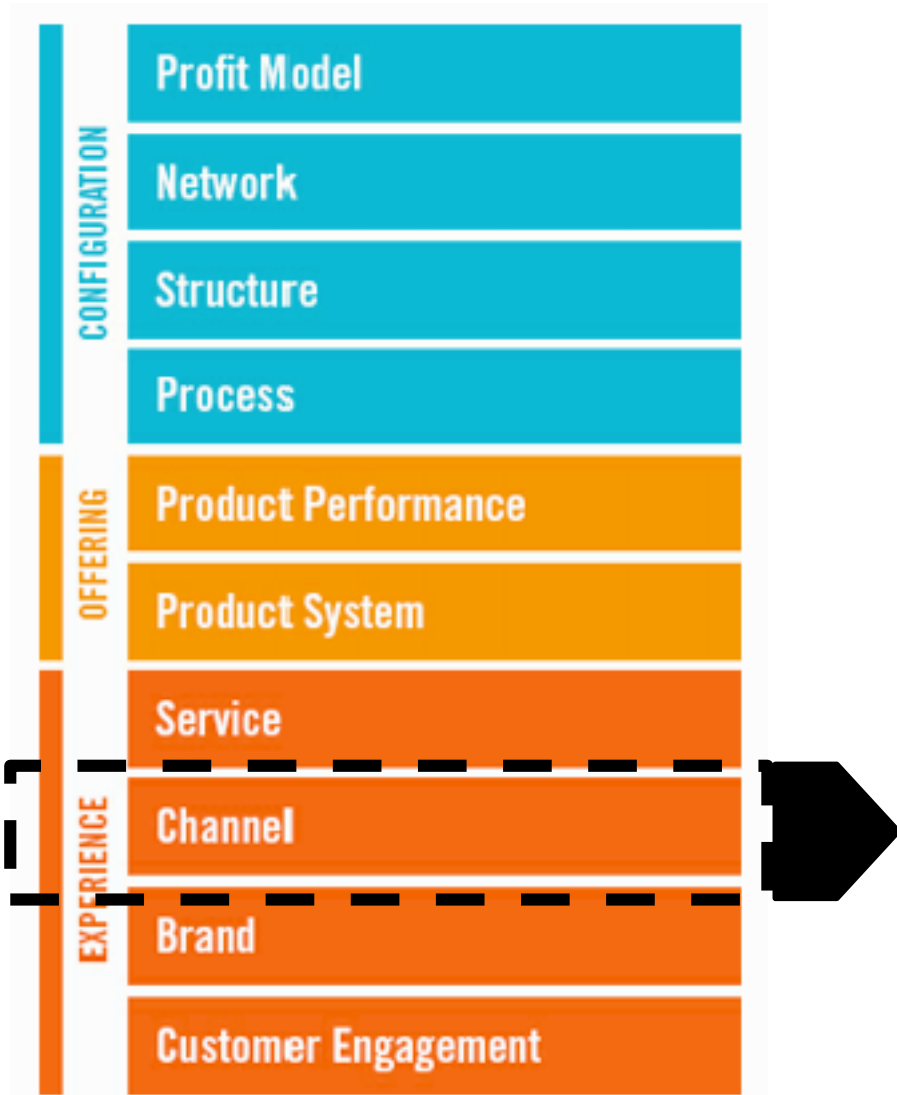 CONFIGURATION
Profit Model
Network
Structure
Process
OFFERING
Product Performance
Product System
EXPERIENCE
Service
Channel
Brand
Customer Engagement